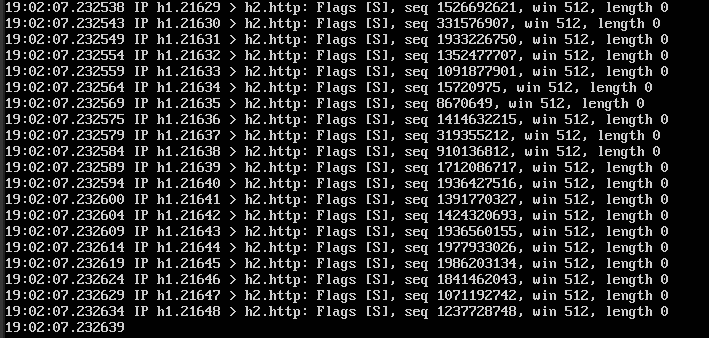 19:02:07.232538 IP h1.21629 > h2.http: Flags [S], seq 1526692621, win 512, length 0
19:02:07.232543 IP h1.21630 > h2.http: Flags [S], seq 331576907, win 512, length 0
19:02:07.232549 IP h1.21631 > h2.http: Flags [S], seq 1933226750, win 512, length 0
19:02:07.232554 IP h1.21632 > h2.http: Flags [S], seq 1352477707, win 512, length 0
19:02:07.232559 IP h1.21633 > h2.http: Flags [S], seq 1091877901, win 512, length 0
19:02:07.232564 IP h1.21634 > h2.http: Flags [S], seq 15720975, win 512, length 0
19:02:07.232569 IP h1.21635 > h2.http: Flags [S], seq 8670649, win 512, length 0
19:02:07.232575 IP h1.21636 > h2.http: Flags [S], seq 1414632215, win 512, length 0
19:02:07.232579 IP h1.21637 > h2.http: Flags [S], seq 319355212, win 512, length 0
19:02:07.232584 IP h1.21638 > h2.http: Flags [S], seq 910136812, win 512, length 0
19:02:07.232589 IP h1.21639 > h2.http: Flags [S], seq 1712086717, win 512, length 0
19:02:07.232594 IP h1.21640 > h2.http: Flags [S], seq 1936427516, win 512, length 0
19:02:07.232600 IP h1.21641 > h2.http: Flags [S], seq 1391770327, win 512, length 0
19:02:07.232604 IP h1.21642 > h2.http: Flags [S], seq 1424320693, win 512, length 0
19:02:07.232609 IP h1.21643 > h2.http: Flags [S], seq 1936560155, win 512, length 0
19:02:07.232614 IP h1.21644 > h2.http: Flags [S], seq 1977933026, win 512, length 0
19:02:07.232619 IP h1.21645 > h2.http: Flags [S], seq 1986203134, win 512, length 0
19:02:07.232624 IP h1.21646 > h2.http: Flags [S], seq 1841462043, win 512, length 0
19:02:07.232629 IP h1.21647 > h2.http: Flags [S], seq 1071192742, win 512, length 0
19:02:07.232634 IP h1.21648 > h2.http: Flags [S], seq 1237728748, win 512, length 0
19:02:07.232639